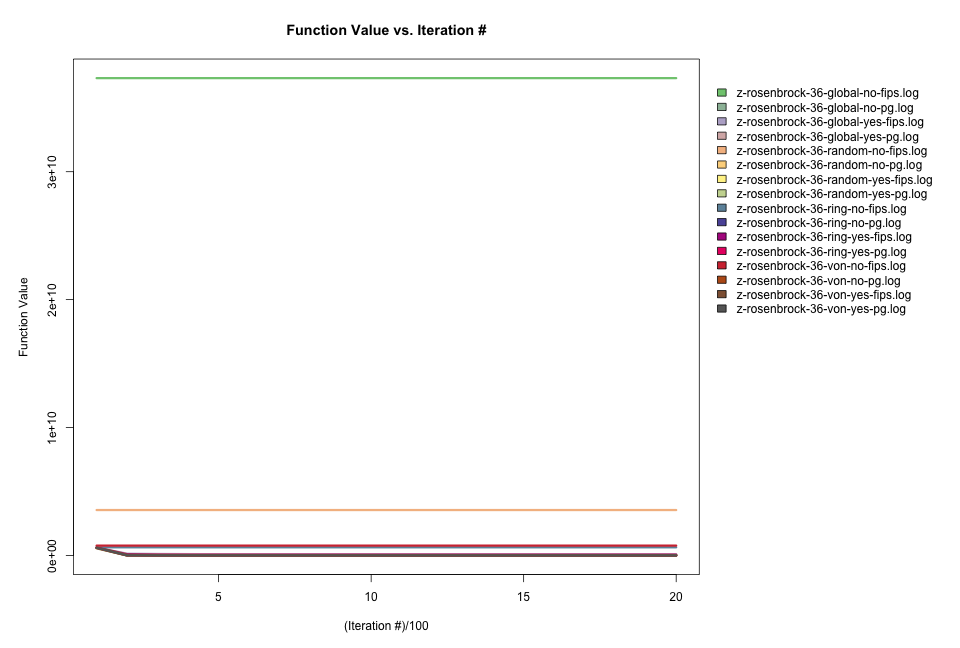 Function Value vs. Iteration #
3e+10
2e+10
1e+10
0e+00
Function Value
5
10
15
20
(Iteration #)/100
z-rosenbrock-36-global-no-fips.log
z-rosenbrock-36-global-no-pg.log
z-rosenbrock-36-global-yes-fips.log
z-rosenbrock-36-global-yes-pg.log
z-rosenbrock-36-random-no-fips.log
z-rosenbrock-36-random-no-pg.log
z-rosenbrock-36-random-yes-fips.log
z-rosenbrock-36-random-yes-pg.log
z-rosenbrock-36-ring-no-fips.log
z-rosenbrock-36-ring-no-pg.log
z-rosenbrock-36-ring-yes-fips.log
z-rosenbrock-36-ring-yes-pg.log
z-rosenbrock-36-von-no-fips.log
z-rosenbrock-36-von-no-pg.log
z-rosenbrock-36-von-yes-fips.log
z-rosenbrock-36-von-yes-pg.log